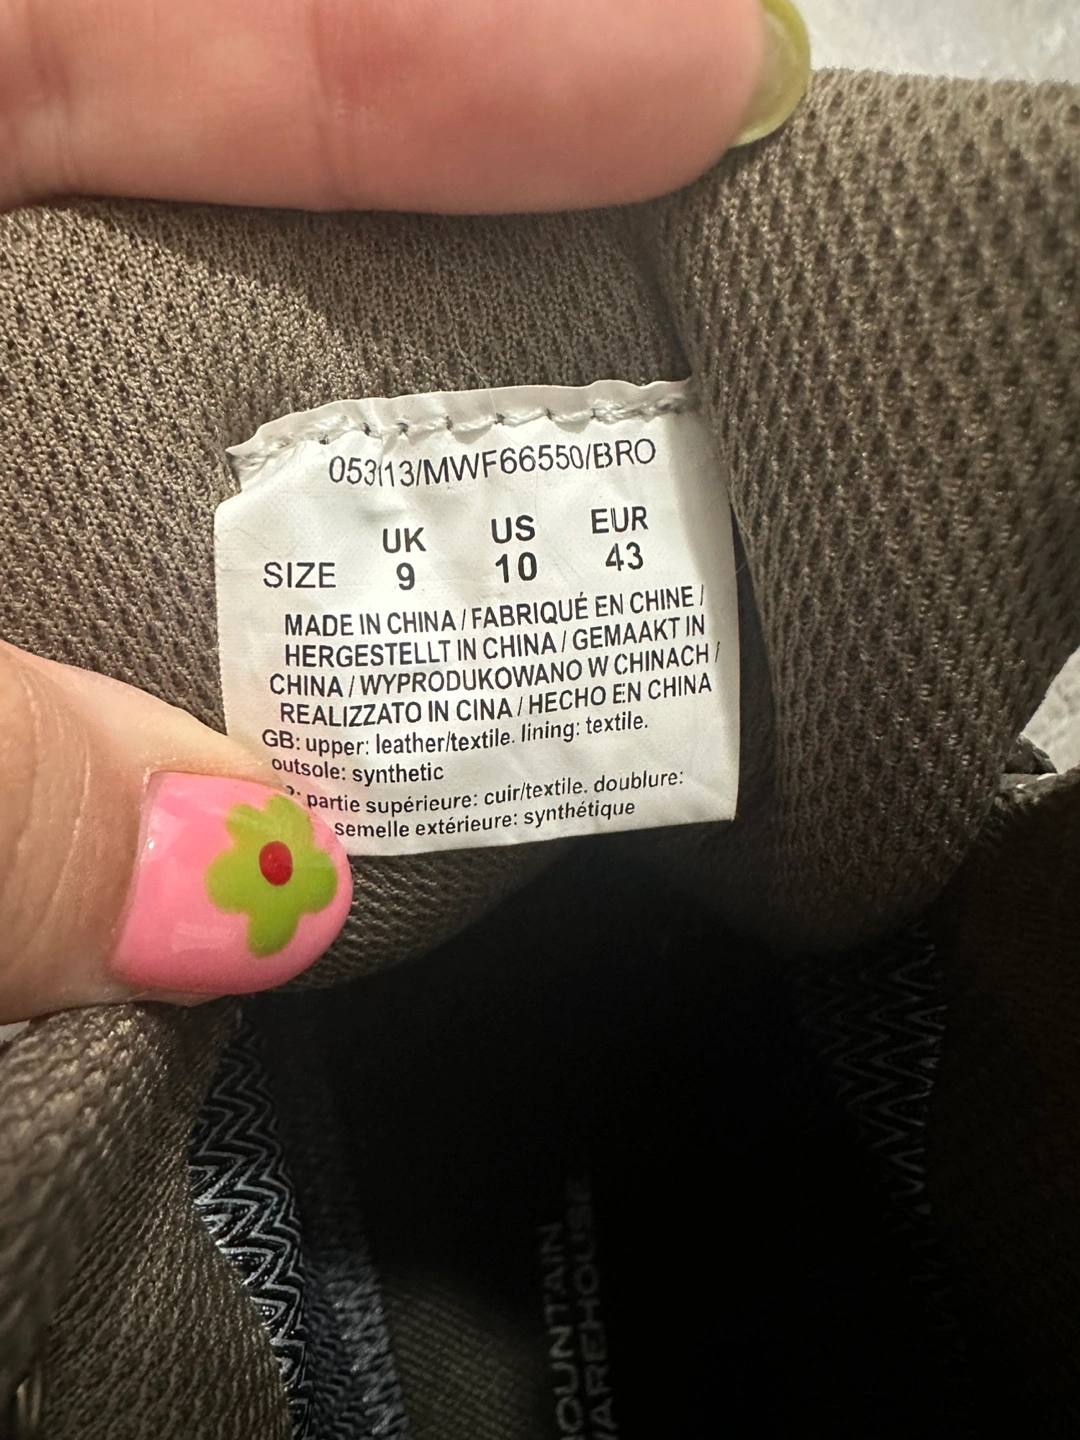 053113/MWF66550/BRO
UK US EUR
SIZE 9 10 43
MADE IN CHINA / FABRIQUÉ EN CHINE /
HERGESTELLT IN CHINA / GEMAAKT IN
CHINA / WYPRODUKOWANO W CHINACH /
REALIZZATO IN CINA / HECHO EN CHINA
GB: upper: leather/textile. lining: textile.
outsole: synthetic
partie supérieure: cuir/textile. doublure:
semelle extérieure: synthétique
OUNTAIN
AREHOUSE